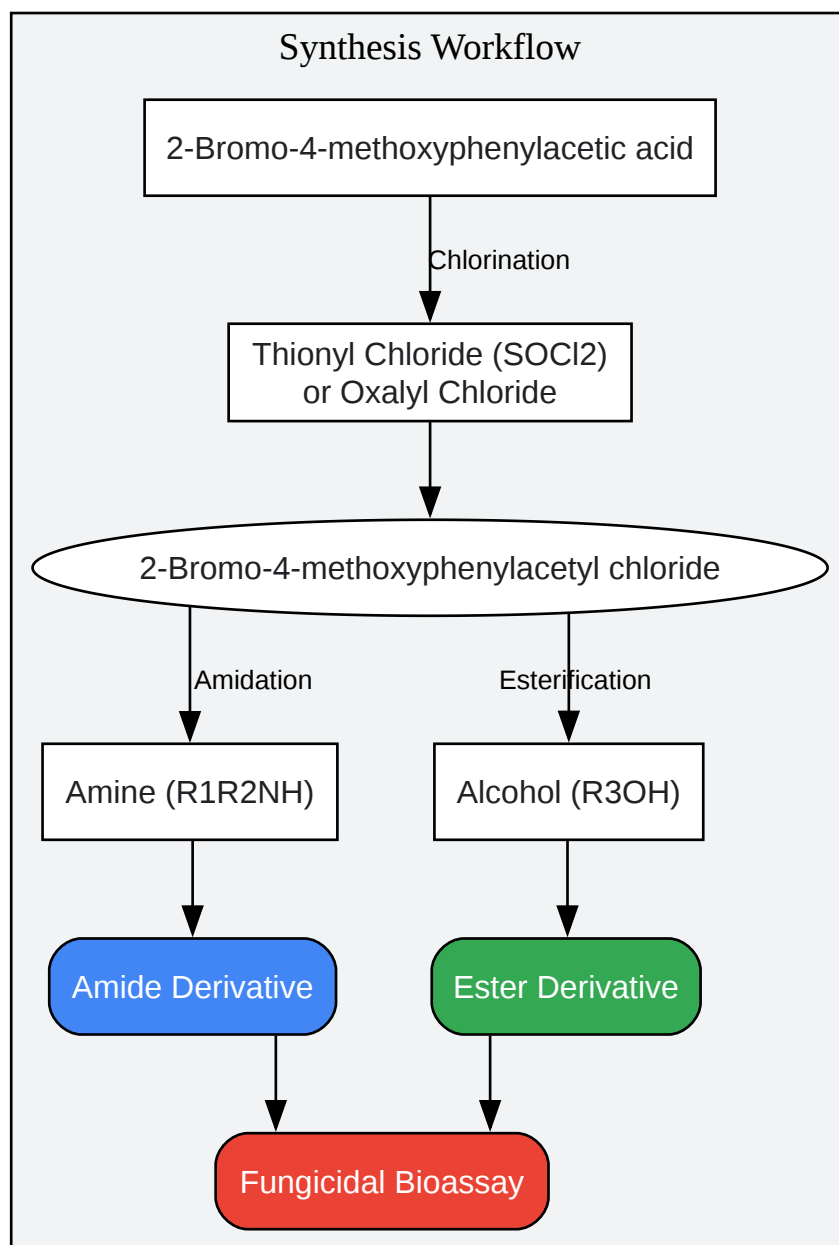 Synthesis Workflow
2-Bromo-4-methoxyphenylacetic acid
Chlorination
Thionyl Chloride (SOCl2)
or Oxalyl Chloride
2-Bromo-4-methoxyphenylacetyl chloride
Amidation
Esterification
Amine (R1R2NH)
Alcohol (R3OH)
Amide Derivative
Ester Derivative
Fungicidal Bioassay